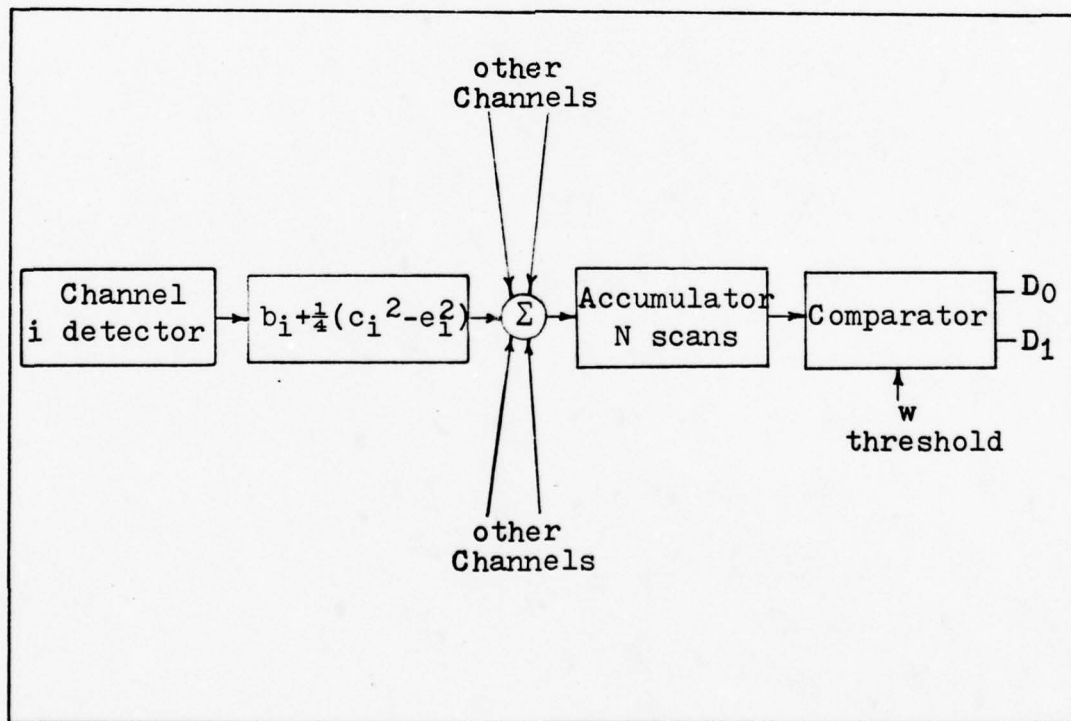 other
Channels
Channel
i detector
b_i+¼(c_i²-e_i²)
Σ
Accumulator
N scans
Comparator
D₀
D₁
w
threshold
other
Channels